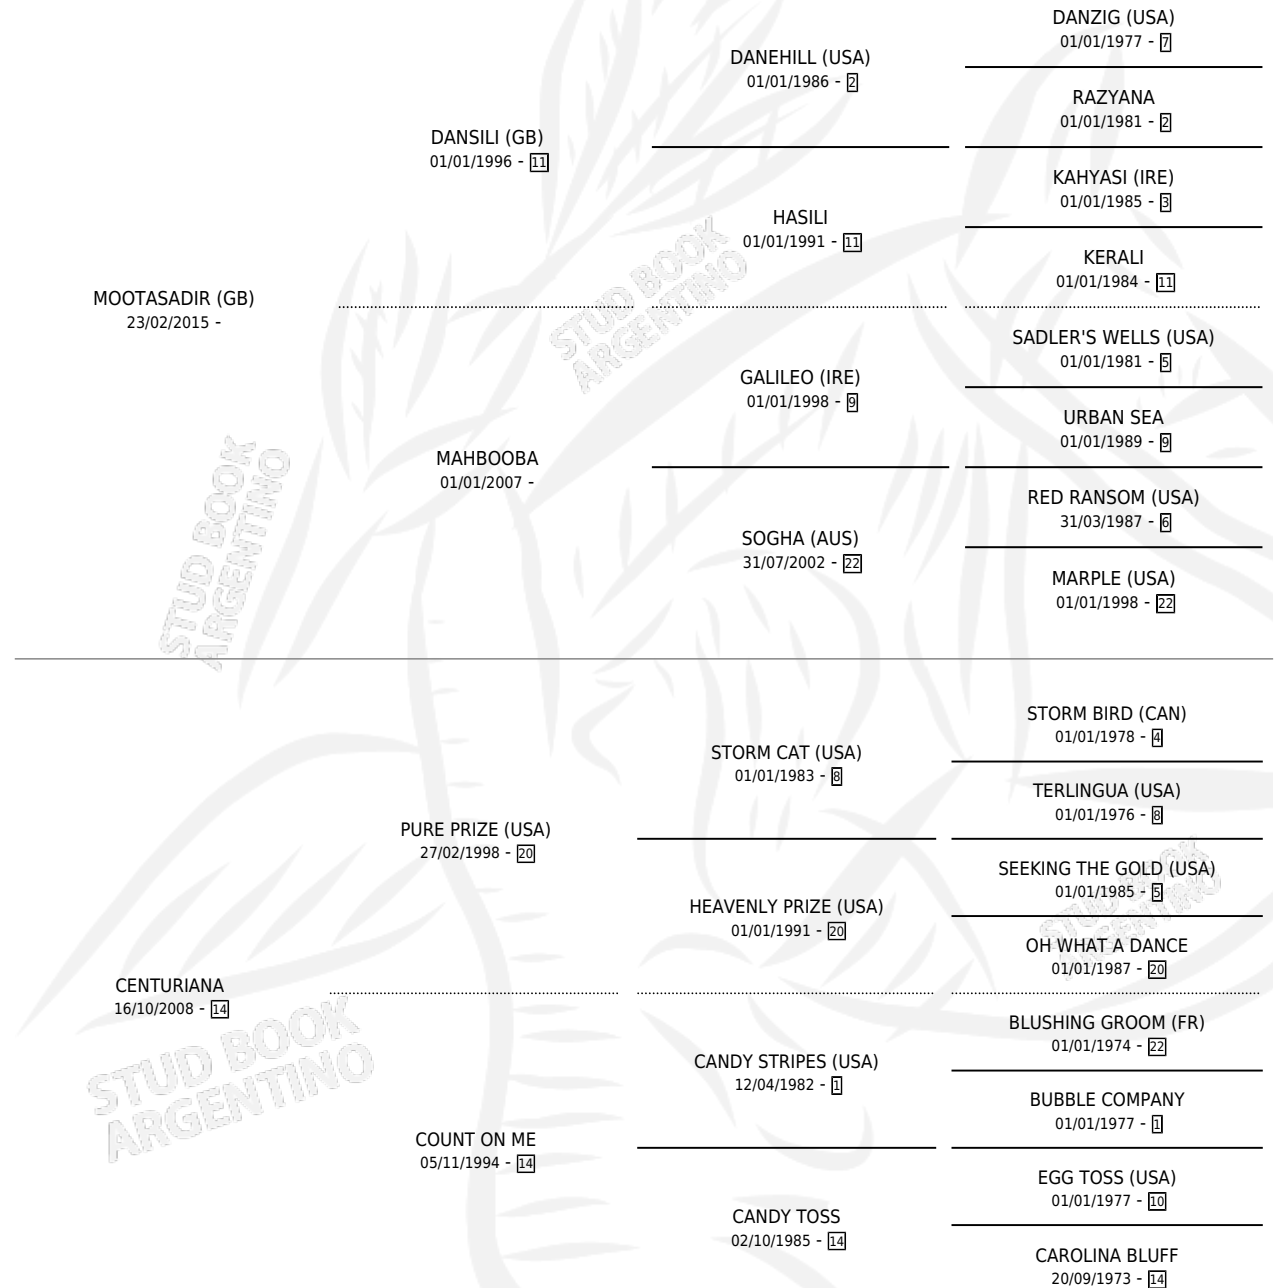 DANZIG (USA)
01/01/1977 - 7
DANEHILL (USA)
01/01/1986 - 2
RAZYANA
01/01/1981 - 2
DANSILI (GB)
01/01/1996 - 11
KAHYASI (IRE)
01/01/1985 - 3
HASILI
01/01/1991 - 11
KERALI
01/01/1984 - 11
MOOTASADIR (GB)
23/02/2015 -
SADLER'S WELLS (USA)
01/01/1981 - 5
GALILEO (IRE)
01/01/1998 - 9
URBAN SEA
01/01/1989 - 9
MAHBOOBA
01/01/2007 -
RED RANSOM (USA)
31/03/1987 - 6
SOGHA (AUS)
31/07/2002 - 22
MARPLE (USA)
01/01/1998 - 22
STUD BOOK
ARGENTINO
STUD BOOK
ARGENTINO
STORM BIRD (CAN)
01/01/1978 - 4
STORM CAT (USA)
01/01/1983 - 8
TERLINGUA (USA)
01/01/1976 - 8
PURE PRIZE (USA)
27/02/1998 - 20
SEEKING THE GOLD (USA)
01/01/1985 - 5
HEAVENLY PRIZE (USA)
01/01/1991 - 20
OH WHAT A DANCE
01/01/1987 - 20
CENTURIANA
16/10/2008 - 14
BLUSHING GROOM (FR)
01/01/1974 - 22
CANDY STRIPES (USA)
12/04/1982 - 1
BUBBLE COMPANY
01/01/1977 - 1
COUNT ON ME
05/11/1994 - 14
EGG TOSS (USA)
01/01/1977 - 10
CANDY TOSS
02/10/1985 - 14
CAROLINA BLUFF
20/09/1973 - 14
STUD BOOK
ARGENTINO
STUD BOOK
ARGENTINO